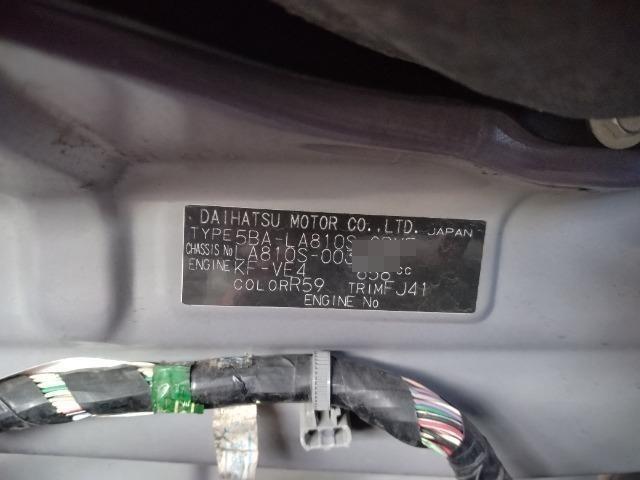 DAIHATSU MOTOR CO.,LTD. JAPAN
TYPE 5BA-LA810S-
CHASSIS No LA810S-003
ENGINE KF-VE4 658 cc
COLOR R59 TRIM FJ41
ENGINE No